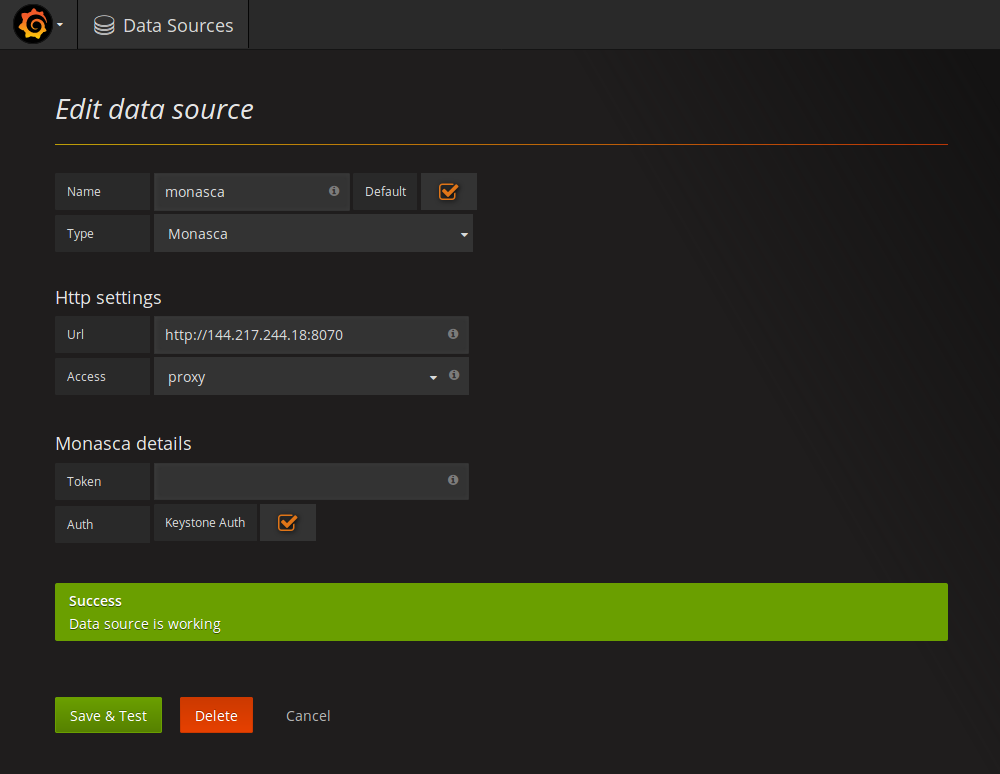 Data Sources
Edit data source
Name monasca Default
Type Monasca
Http settings
Url http://144.217.244.18:8070
Access proxy
Monasca details
Token
Auth Keystone Auth
Success
Data source is working
Save & Test Delete Cancel